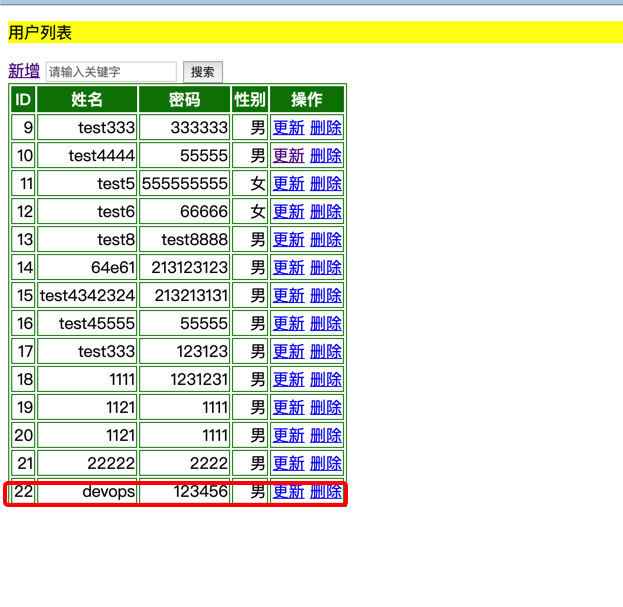 用户列表
新增 请输入关键字 搜索
ID 姓名 密码 性别 操作
9 test333 333333 男 更新 删除
10 test4444 55555 男 更新 删除
11 test5 555555555 女 更新 删除
12 test6 66666 女 更新 删除
13 test8 test8888 男 更新 删除
14 64e61 213123123 男 更新 删除
15 test4342324 213213131 男 更新 删除
16 test45555 55555 男 更新 删除
17 test333 123123 男 更新 删除
18 1111 1231231 男 更新 删除
19 1121 1111 男 更新 删除
20 1121 1111 男 更新 删除
21 22222 2222 男 更新 删除
22 devops 123456 男 更新 删除